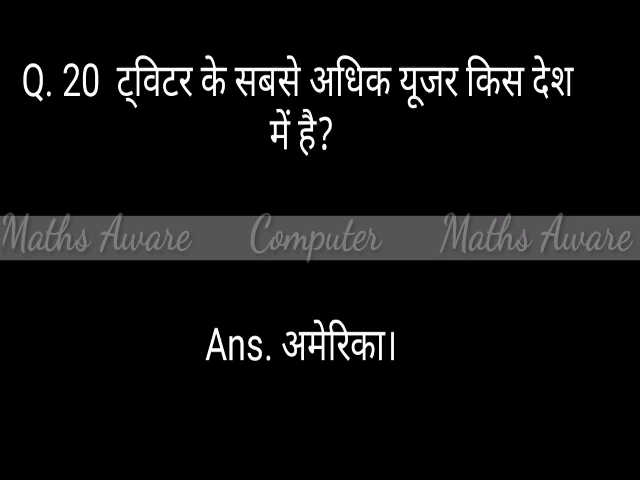 Q. 20 ट्विटर के सबसे अधिक यूजर किस देश
में है?
Maths Aware Computer Maths Aware
Ans. अमेरिका।